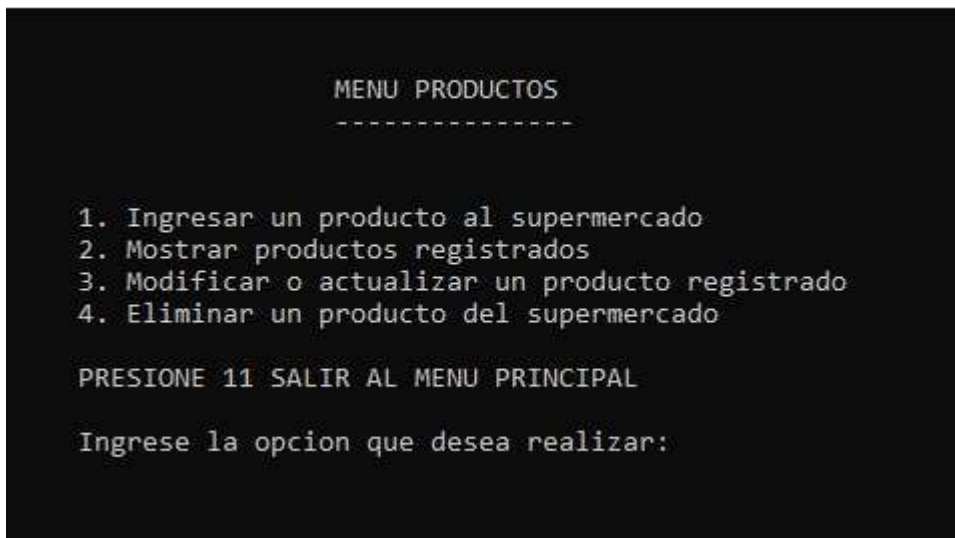 MENU PRODUCTOS
---------------
1. Ingresar un producto al supermercado
2. Mostrar productos registrados
3. Modificar o actualizar un producto registrado
4. Eliminar un producto del supermercado
PRESIONE 11 SALIR AL MENU PRINCIPAL
Ingrese la opcion que desea realizar: